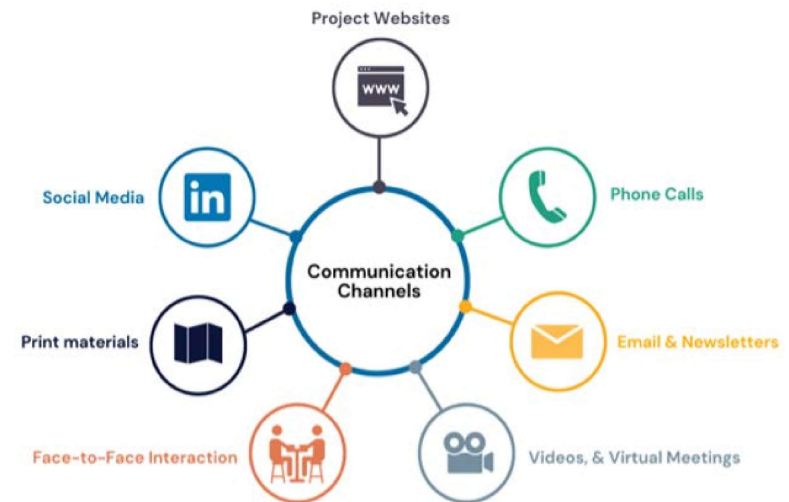 Project Websites
www
Social Media
in
Phone Calls
Communication
Channels
Print materials
Email & Newsletters
Face-to-Face Interaction
Videos, & Virtual Meetings